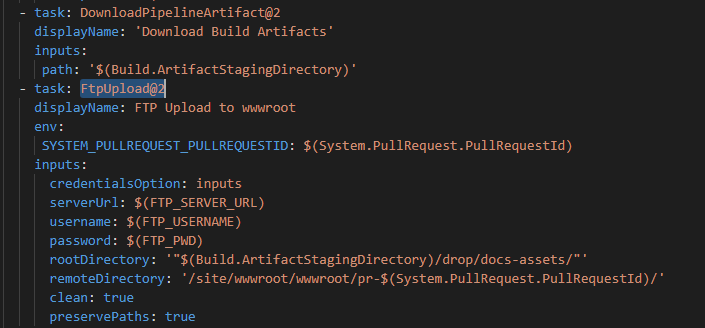 - task: DownloadPipelineArtifact@2
displayName: 'Download Build Artifacts'
inputs:
path: '$(Build.ArtifactStagingDirectory)'
- task: FtpUpload@2
displayName: FTP Upload to wwwroot
env:
SYSTEM_PULLREQUEST_PULLREQUESTID: $(System.PullRequest.PullRequestId)
inputs:
credentialsOption: inputs
serverUrl: $(FTP_SERVER_URL)
username: $(FTP_USERNAME)
password: $(FTP_PWD)
rootDirectory: '"$(Build.ArtifactStagingDirectory)/drop/docs-assets/"'
remoteDirectory: '/site/wwwroot/wwwroot/pr-$(System.PullRequest.PullRequestId)/'
clean: true
preservePaths: true